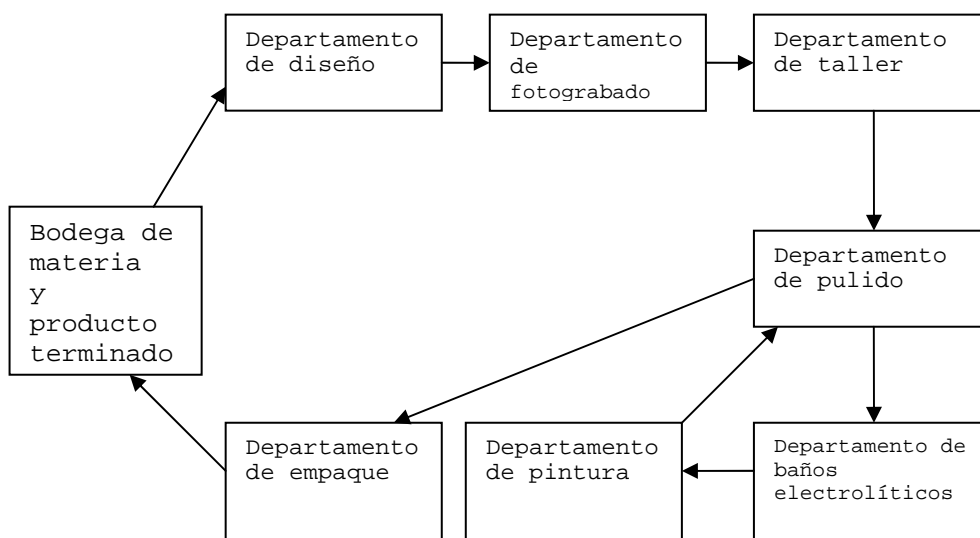 Departamento
de diseño
Departamento
de
fotograbado
Departamento
de taller
Bodega de
materia
y
producto
terminado
Departamento
de pulido
Departamento
de empaque
Departamento
de pintura
Departamento de
baños
electrolíticos